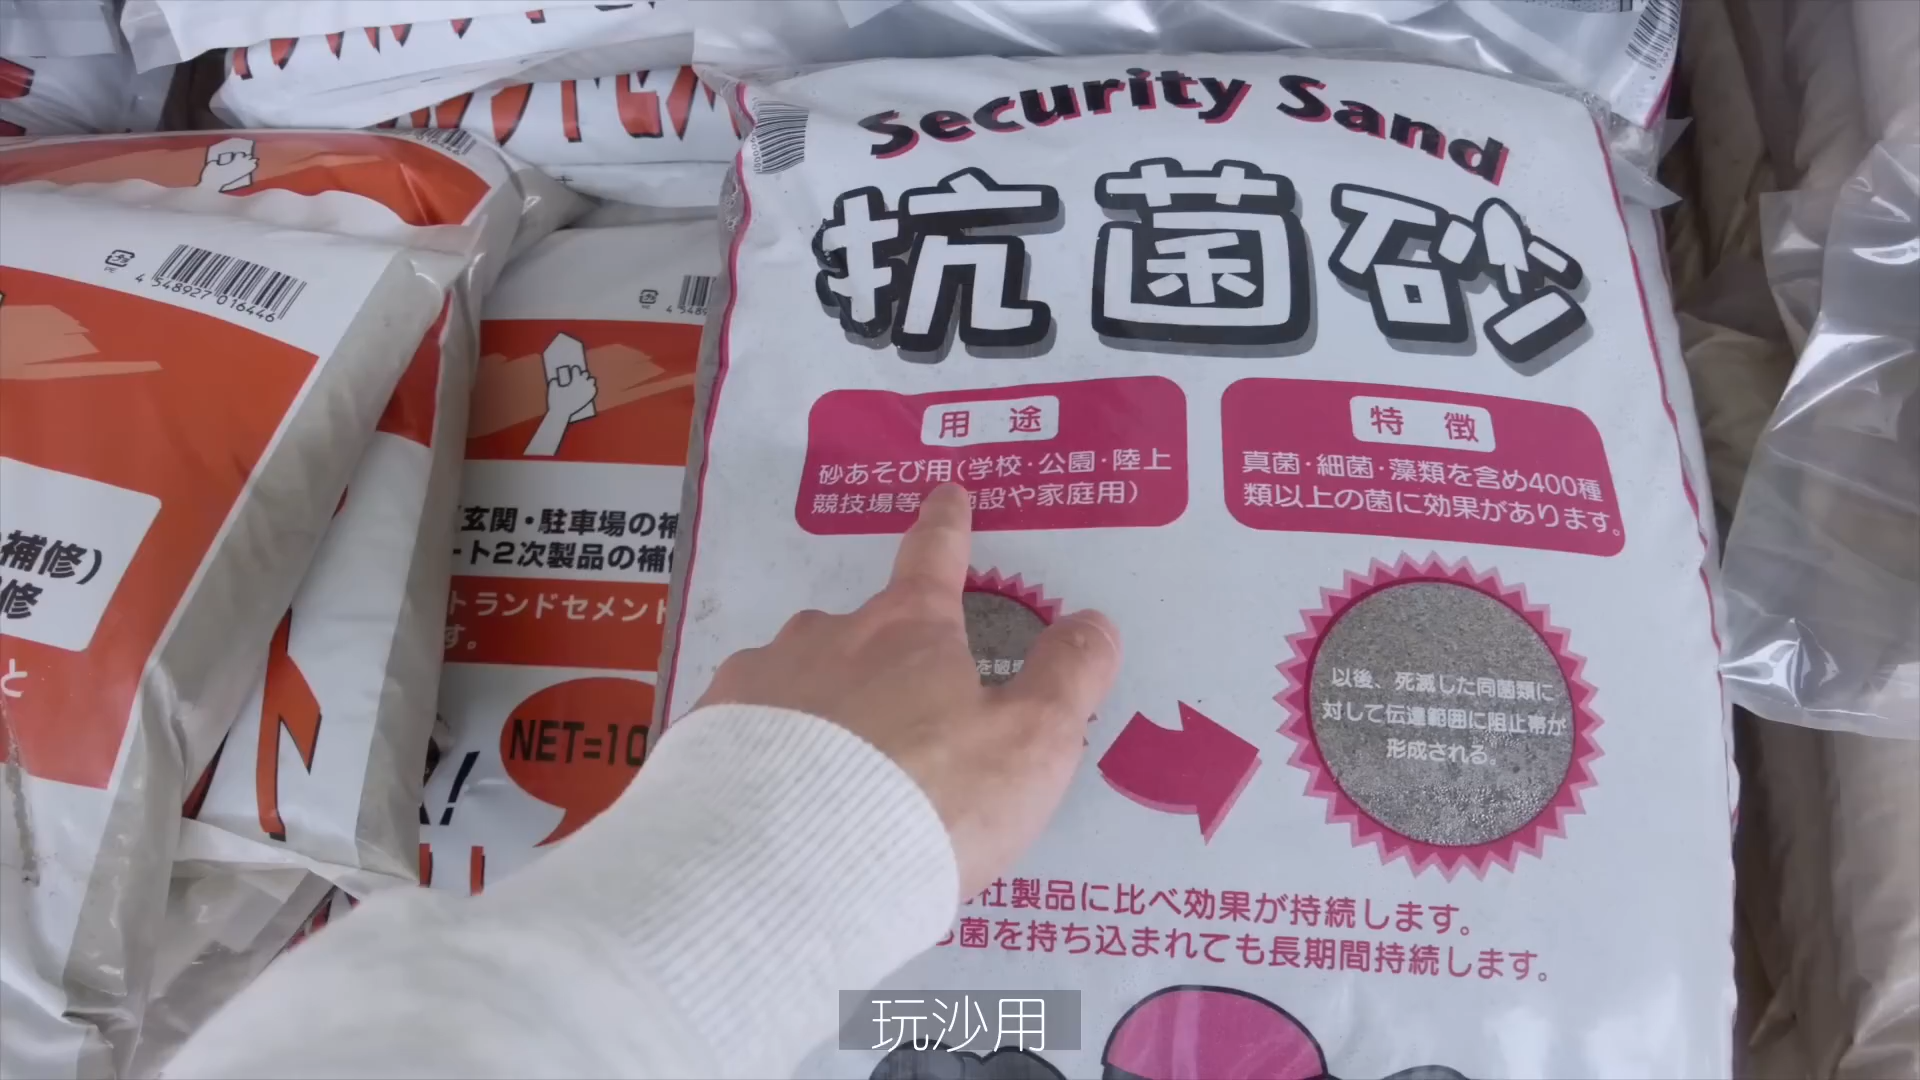 Security Sand
抗菌砂
用途
砂あそび用(学校・公園・陸上
競技場等 施設や家庭用)
特徴
真菌・細菌・藻類を含め400種
類以上の菌に効果があります。
を破壊
以後、死滅した同菌類に
対して伝達範囲に阻止帯が
形成される。
社製品に比べ効果が持続します。
菌を持ち込まれても長期間持続します。
4 548927 016446
補修)
修
と
玄関・駐車場の補
ート2次製品の補
トランドセメント
す。
NET=10
玩沙用